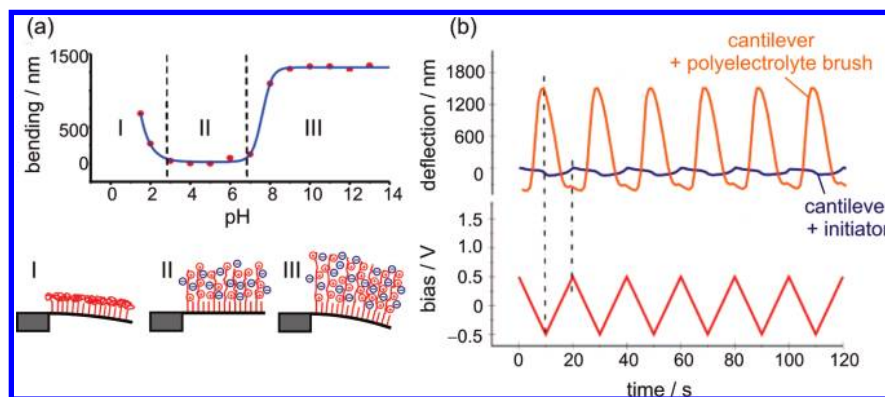 (a)
1500
500
0
bending / nm
I
II
III
0 2 4 6 8 10 12 14
pH
I
II
III
(b)
cantilever
+ polyelectrolyte brush
1800
1200
600
0
deflection / nm
cantilever
+ initiator
1.5
1.0
0.5
0
−0.5
bias / V
0 20 40 60 80 100 120
time / s